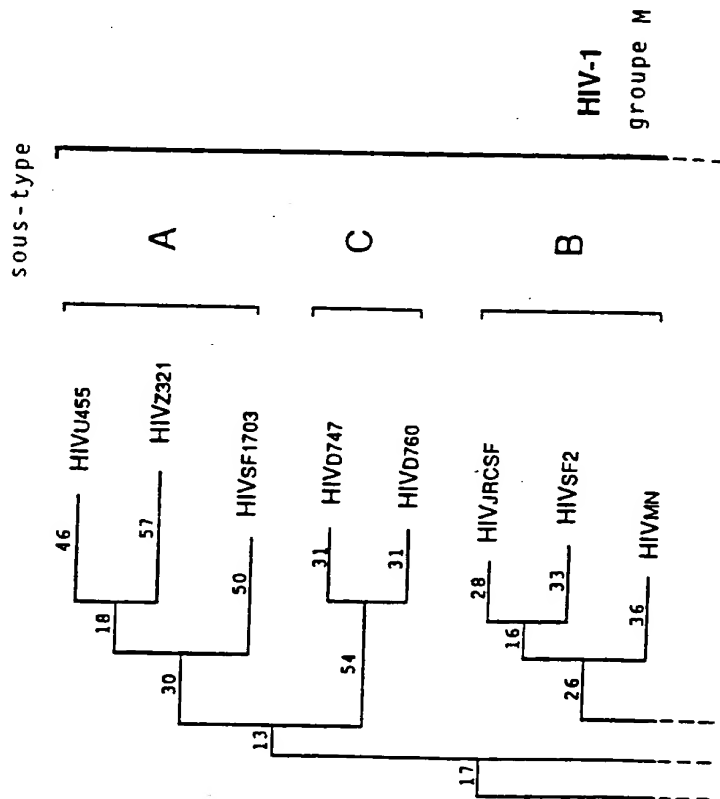 sous-type
A
C
B
HIV-1
groupe M
HIVU455
HIVZ321
HIVSF1703
HIVD747
HIVD760
HIVJRCSF
HIVSF2
HIVMN
46
57
18
50
30
31
31
54
13
28
33
16
36
26
17